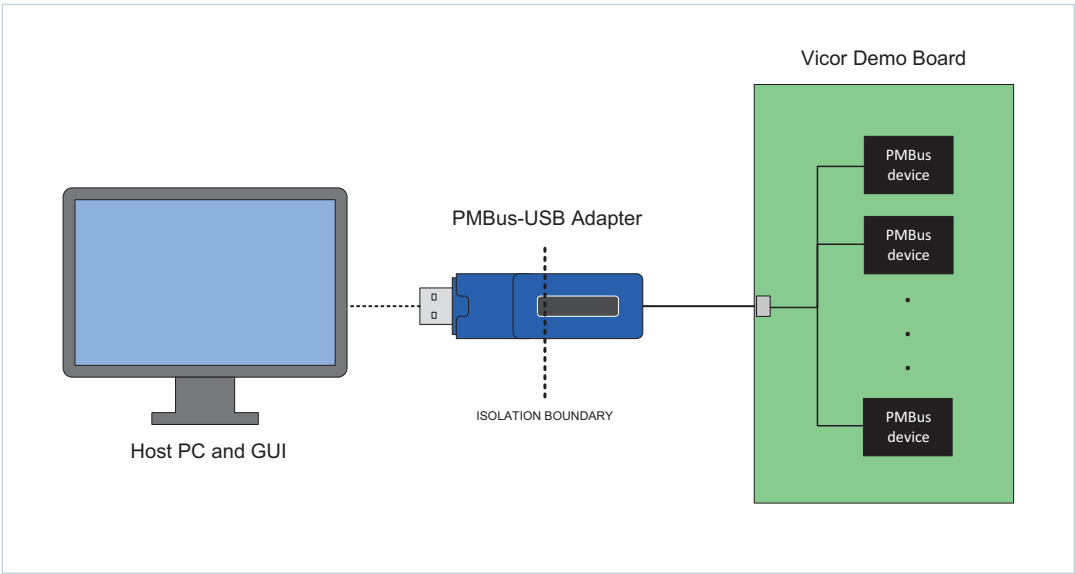 Vicor Demo Board
PMBus
device
PMBus-USB Adapter
PMBus
device
ISOLATION BOUNDARY
PMBus
device
Host PC and GUI